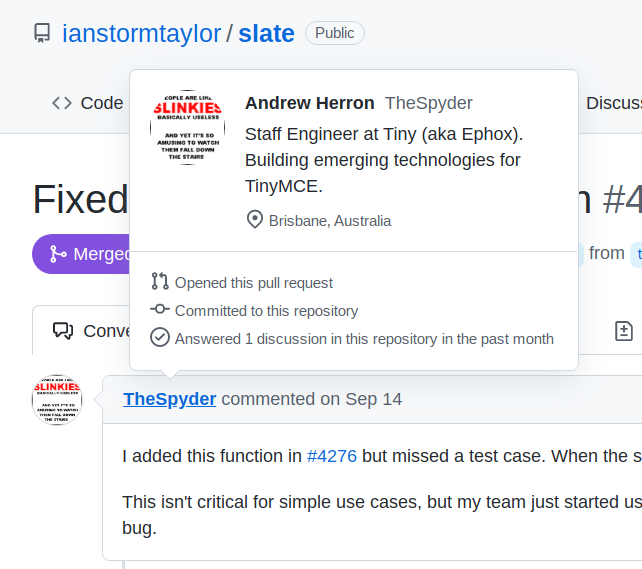 ianstormtaylor / slate Public
Code
Discus
Andrew Herron TheSpyder
Staff Engineer at Tiny (aka Ephox).
Building emerging technologies for
TinyMCE.
Brisbane, Australia
PEOPLE ARE LIKE
SLINKIES
BASICALLY USELESS
AND YET IT'S SO
AMUSING TO WATCH
THEM FALL DOWN
THE STAIRS
Fixed
n #4
Merged
from t
Opened this pull request
Committed to this repository
Answered 1 discussion in this repository in the past month
Conve
SLINKIES
BASICALLY USELESS
AND YET IT'S SO
AMUSING TO WATCH
THEM FALL DOWN
THE STAIRS
TheSpyder commented on Sep 14
I added this function in #4276 but missed a test case. When the s
This isn't critical for simple use cases, but my team just started us
bug.